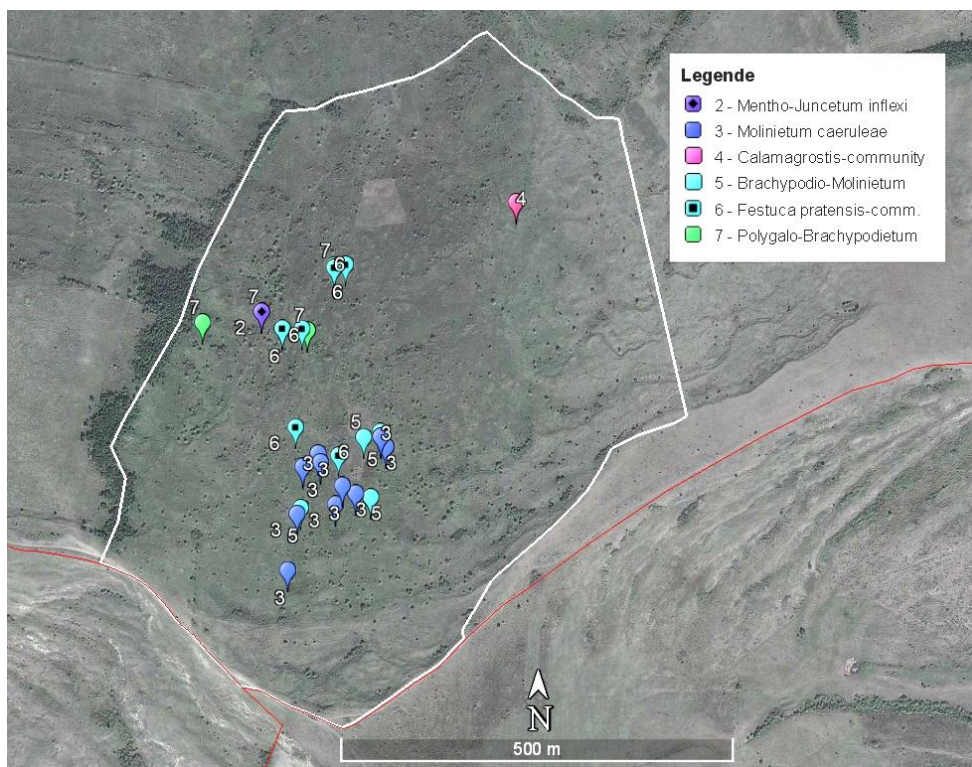 Legende
2 - Mentho-Juncetum inflexi
3 - Molinietum caeruleae
4 - Calamagrostis-community
5 - Brachypodio-Molinietum
6 - Festuca pratensis-comm.
7 - Polygalo-Brachypodietum
4
7
6
6
7
7
7
2
6
6
5
3
6
6
5
3
3
3
3
3
3
3
5
3
5
3
N
500 m